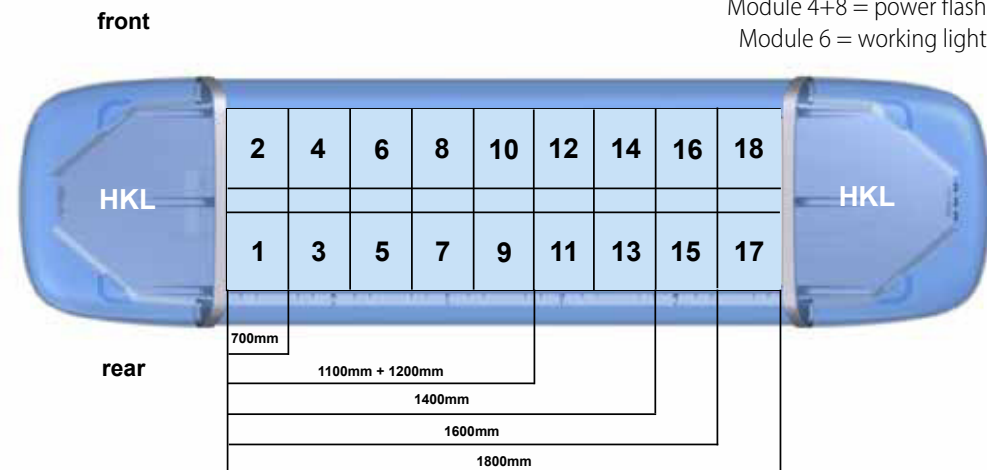 front
Module 4+8 = power flash
Module 6 = working light
2 4 6 8 10 12 14 16 18
HKL
HKL
1 3 5 7 9 11 13 15 17
700mm
rear
1100mm + 1200mm
1400mm
1600mm
1800mm